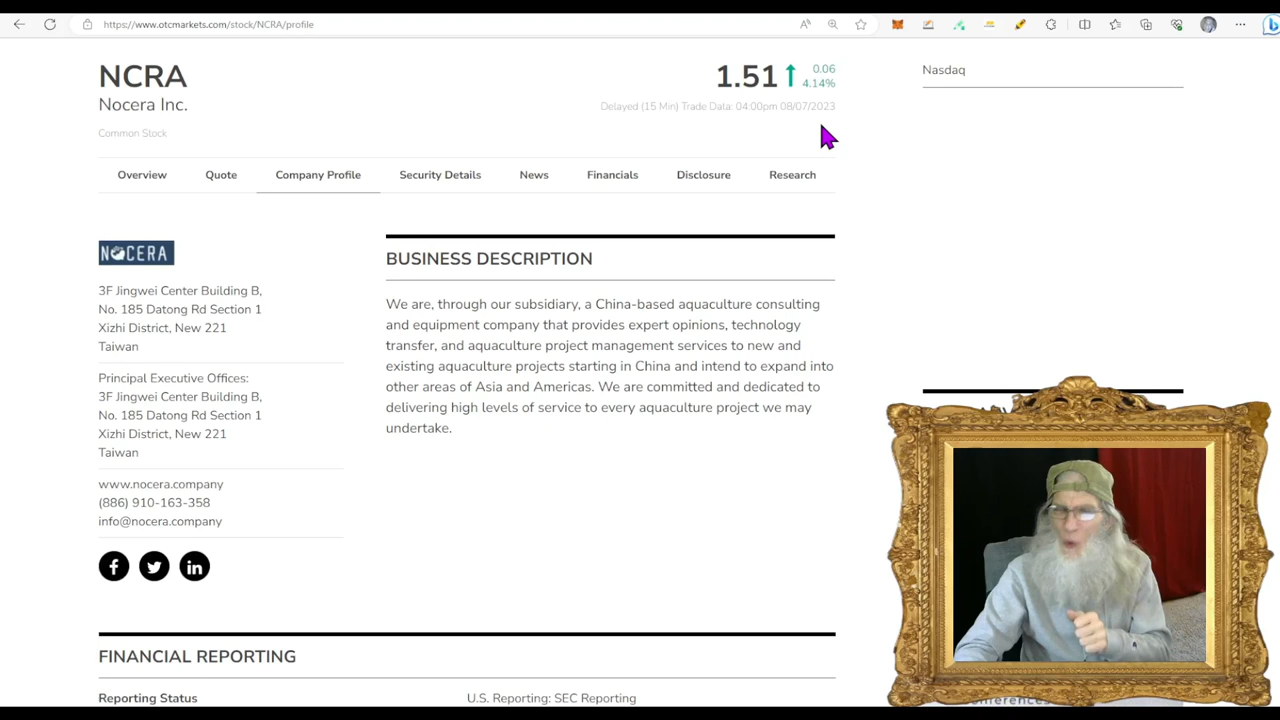 https://www.otcmarkets.com/stock/NCRA/profile
NCRA
Nocera Inc.
Common Stock
1.51
0.06
4.14%
Delayed (15 Min) Trade Data: 04:00pm 08/07/2023
Nasdaq
Overview
Quote
Company Profile
Security Details
News
Financials
Disclosure
Research
NOCERA
3F Jingwei Center Building B,
No. 185 Datong Rd Section 1
Xizhi District, New 221
Taiwan
Principal Executive Offices:
3F Jingwei Center Building B,
No. 185 Datong Rd Section 1
Xizhi District, New 221
Taiwan
www.nocera.company
(886) 910-163-358
info@nocera.company
BUSINESS DESCRIPTION
We are, through our subsidiary, a China-based aquaculture consulting
and equipment company that provides expert opinions, technology
transfer, and aquaculture project management services to new and
existing aquaculture projects starting in China and intend to expand into
other areas of Asia and Americas. We are committed and dedicated to
delivering high levels of service to every aquaculture project we may
undertake.
FINANCIAL REPORTING
Reporting Status
U.S. Reporting: SEC Reporting